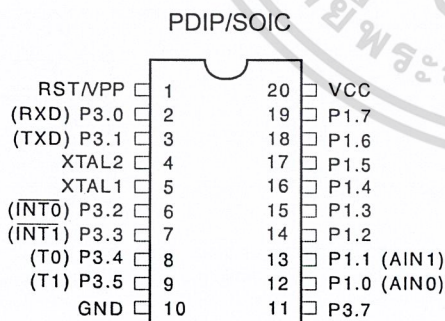 PDIP/SOIC
RST/VPP 1 20 VCC
(RXD) P3.0 2 19 P1.7
(TXD) P3.1 3 18 P1.6
XTAL2 4 17 P1.5
XTAL1 5 16 P1.4
(INT0) P3.2 6 15 P1.3
(INT1) P3.3 7 14 P1.2
(T0) P3.4 8 13 P1.1 (AIN1)
(T1) P3.5 9 12 P1.0 (AIN0)
GND 10 11 P3.7